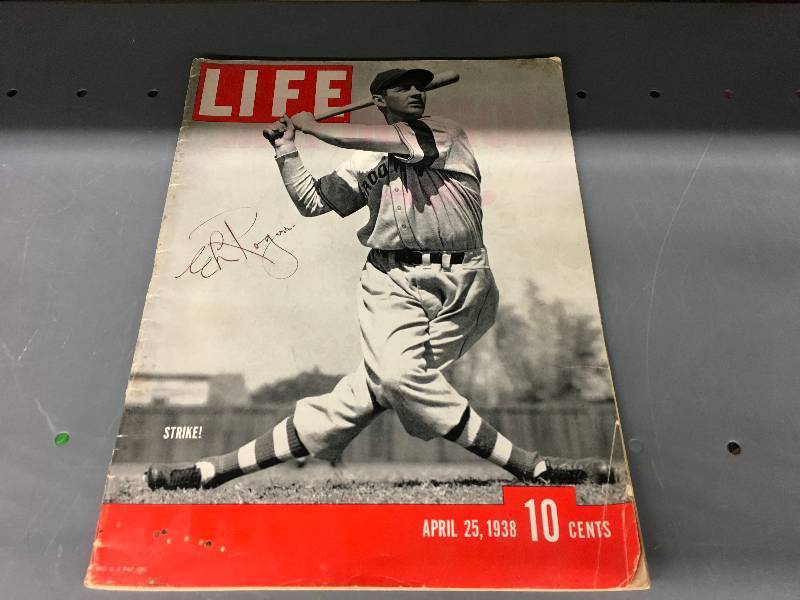 LIFE
STRIKE!
APRIL 25, 1938 10 CENTS